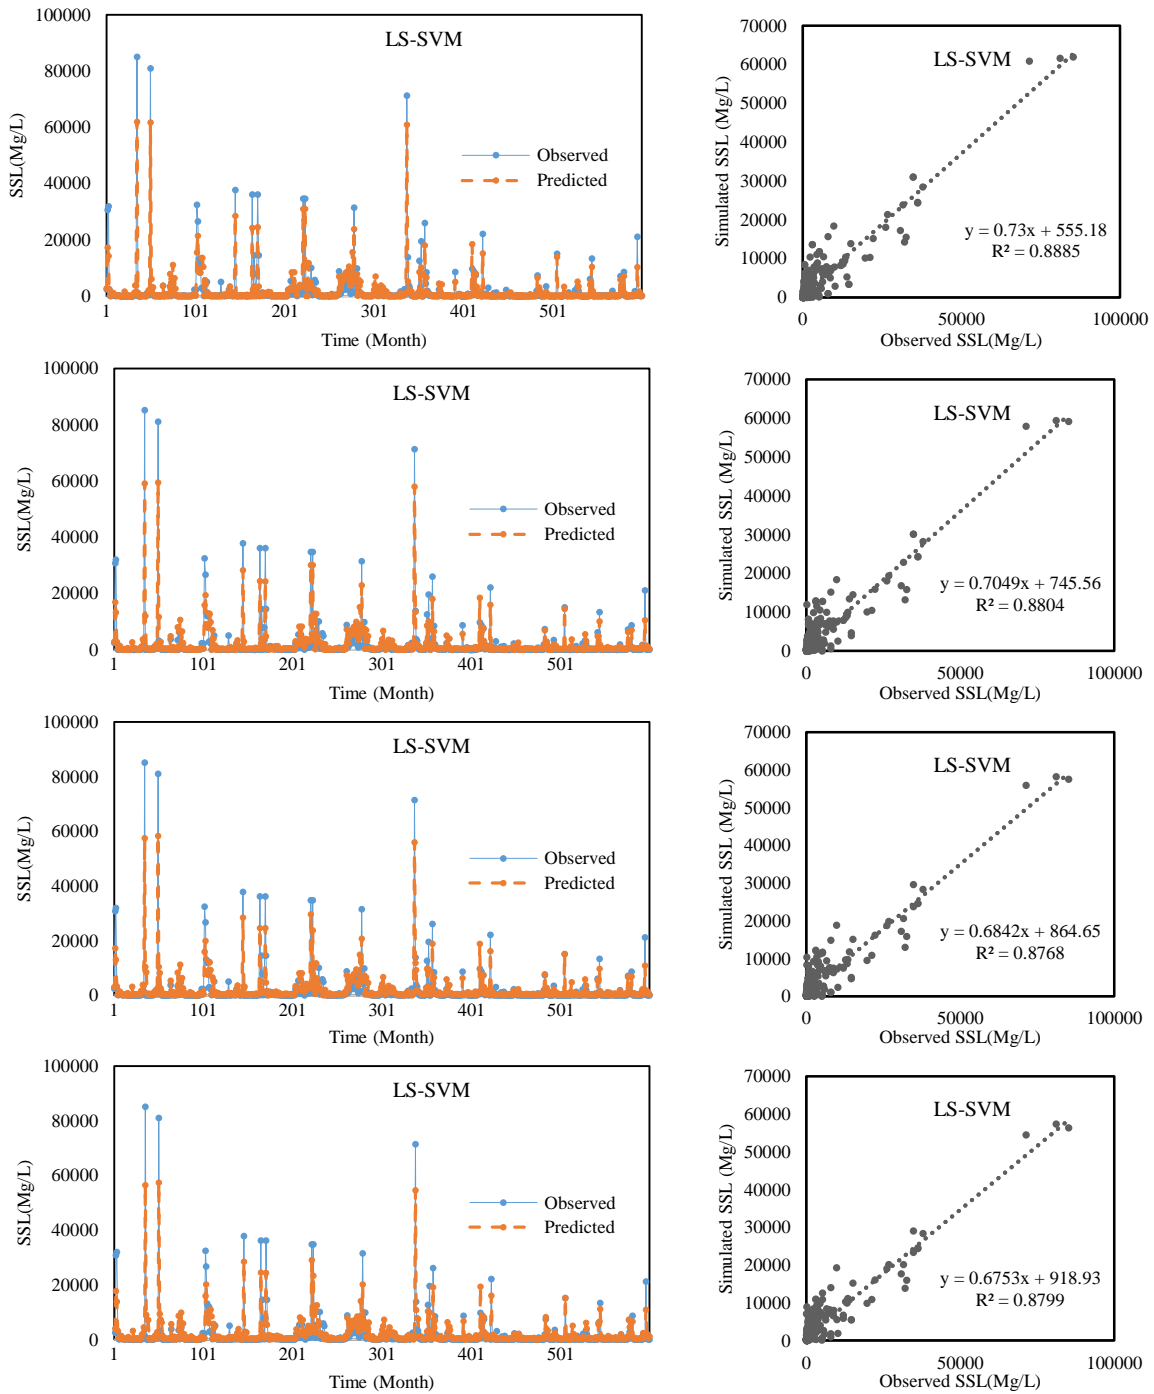 LS-SVM
SSL(Mg/L)
100000
80000
60000
40000
20000
0
1
101
201
301
401
501
Time (Month)
Observed
Predicted
LS-SVM
Simulated SSL (Mg/L)
70000
60000
50000
40000
30000
20000
10000
0
0
50000
100000
Observed SSL(Mg/L)
y = 0.73x + 555.18
R² = 0.8885
LS-SVM
SSL(Mg/L)
100000
80000
60000
40000
20000
0
1
101
201
301
401
501
Time (Month)
Observed
Predicted
LS-SVM
Simulated SSL (Mg/L)
70000
60000
50000
40000
30000
20000
10000
0
0
50000
100000
Observed SSL(Mg/L)
y = 0.7049x + 745.56
R² = 0.8804
LS-SVM
SSL(Mg/L)
100000
80000
60000
40000
20000
0
1
101
201
301
401
501
Time (Month)
Observed
Predicted
LS-SVM
Simulated SSL (Mg/L)
70000
60000
50000
40000
30000
20000
10000
0
0
50000
100000
Observed SSL(Mg/L)
y = 0.6842x + 864.65
R² = 0.8768
LS-SVM
SSL(Mg/L)
100000
80000
60000
40000
20000
0
1
101
201
301
401
501
Time (Month)
Observed
Predicted
LS-SVM
Simulated SSL (Mg/L)
70000
60000
50000
40000
30000
20000
10000
0
0
50000
100000
Observed SSL(Mg/L)
y = 0.6753x + 918.93
R² = 0.8799